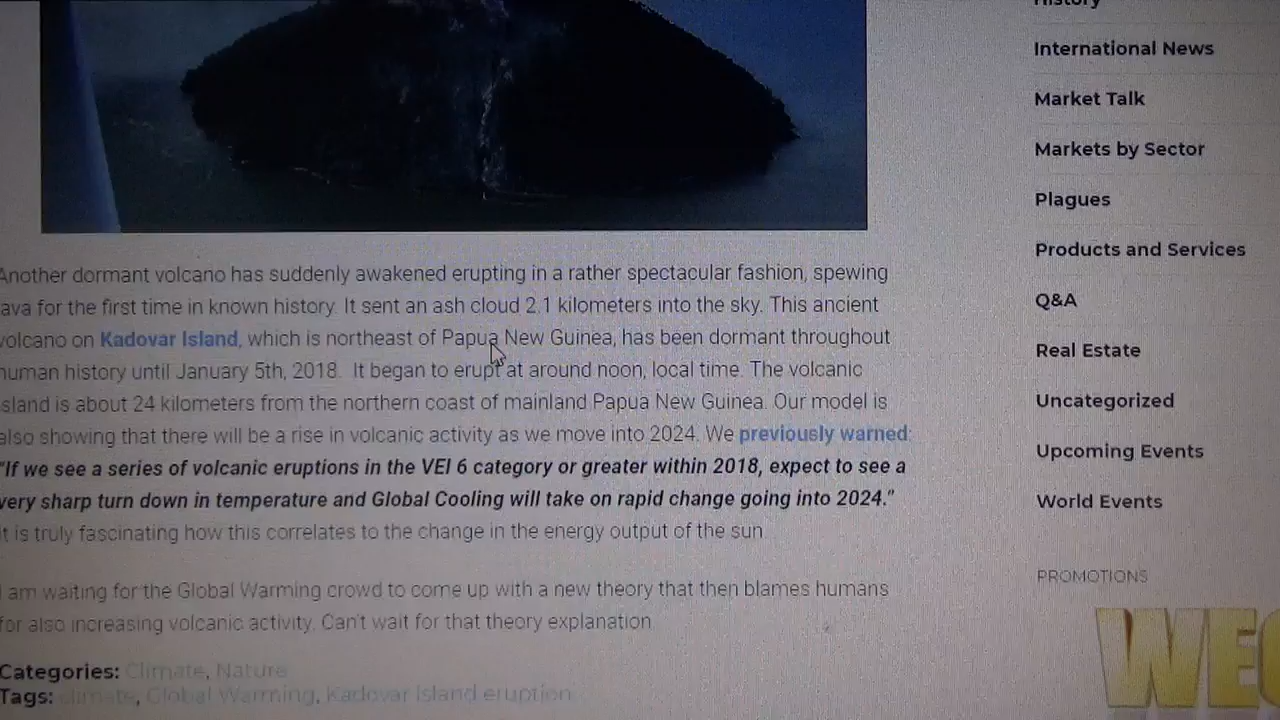 History
International News
Market Talk
Markets by Sector
Plagues
Products and Services
Q&A
Real Estate
Uncategorized
Upcoming Events
World Events
PROMOTIONS
WEC
Another dormant volcano has suddenly awakened erupting in a rather spectacular fashion, spewing
lava for the first time in known history. It sent an ash cloud 2.1 kilometers into the sky. This ancient
volcano on Kadovar Island, which is northeast of Papua New Guinea, has been dormant throughout
human history until January 5th, 2018. It began to erupt at around noon, local time. The volcanic
island is about 24 kilometers from the northern coast of mainland Papua New Guinea. Our model is
also showing that there will be a rise in volcanic activity as we move into 2024. We previously warned:
"If we see a series of volcanic eruptions in the VEI 6 category or greater within 2018, expect to see a
very sharp turn down in temperature and Global Cooling will take on rapid change going into 2024."
It is truly fascinating how this correlates to the change in the energy output of the sun.
I am waiting for the Global Warming crowd to come up with a new theory that then blames humans
for also increasing volcanic activity. Can't wait for that theory explanation.
Categories: Climate, Nature
Tags: climate, Global Warming, Kadovar Island eruption